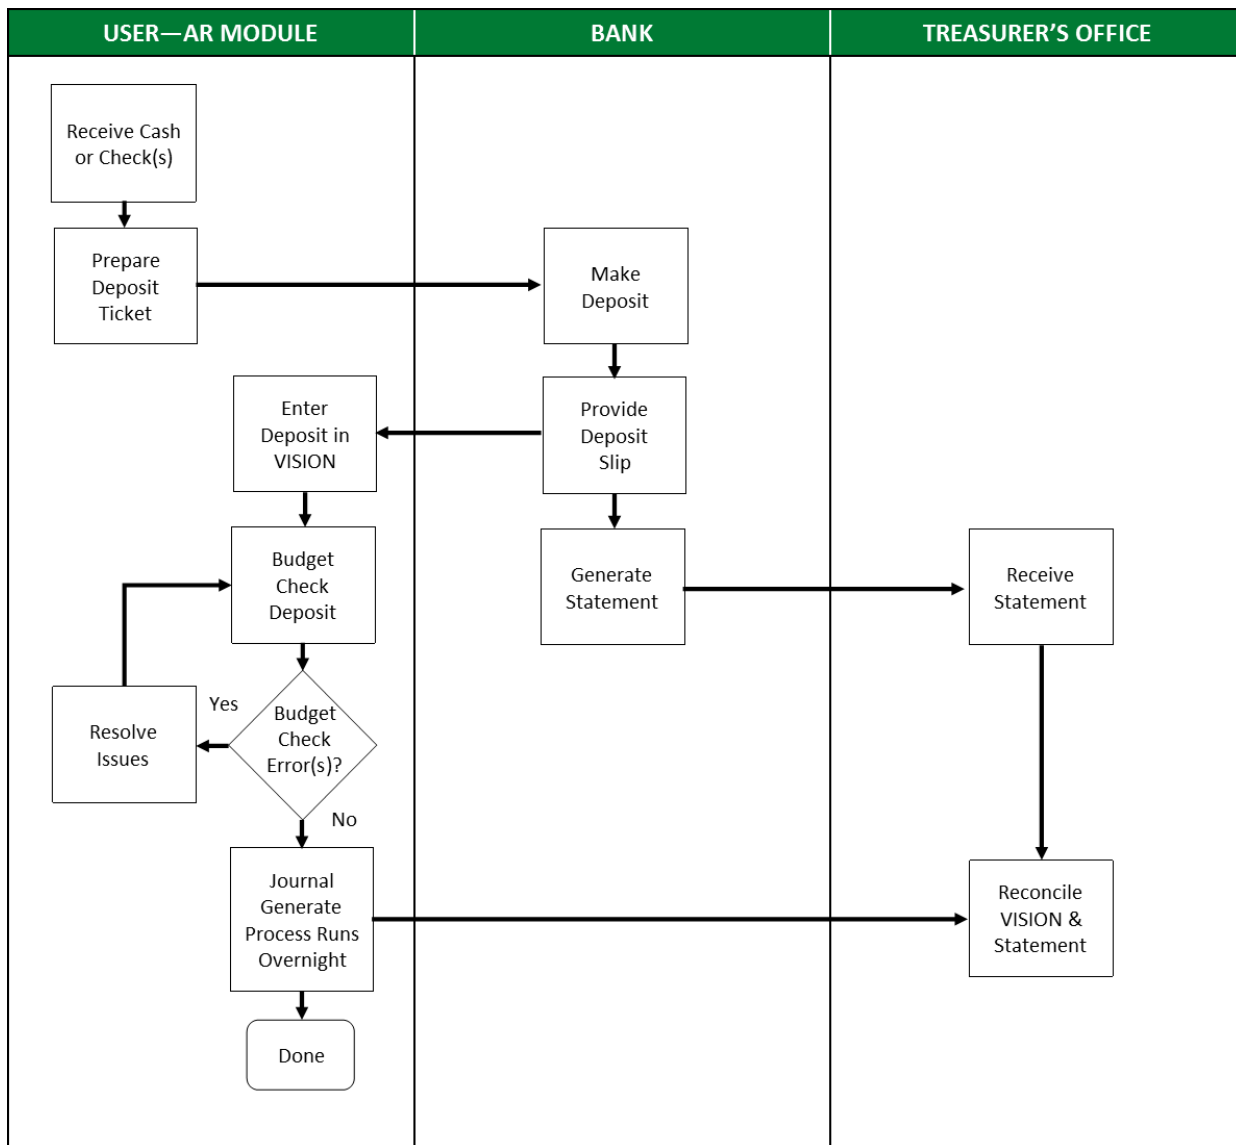 USER—AR MODULE
BANK
TREASURER'S OFFICE
Receive Cash
or Check(s)
Prepare
Deposit
Ticket
Make
Deposit
Enter
Deposit in
VISION
Provide
Deposit
Slip
Budget
Check
Deposit
Generate
Statement
Receive
Statement
Resolve
Issues
Yes
Budget
Check
Error(s)?
No
Journal
Generate
Process Runs
Overnight
Reconcile
VISION &
Statement
Done